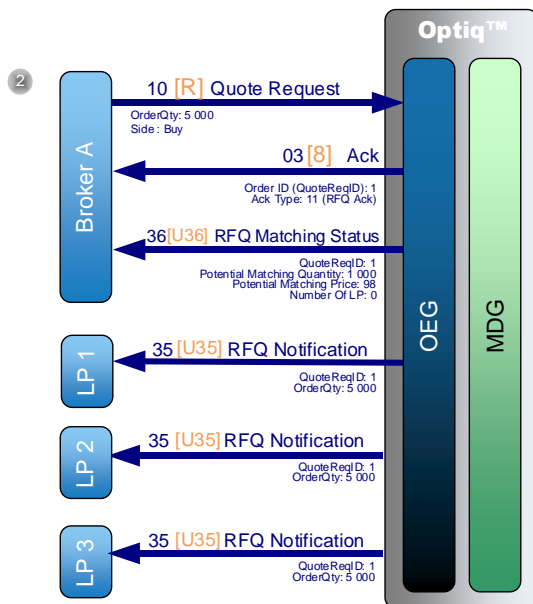 Optiq™
2
10 [R] Quote Request
OrderQty: 5 000
Side : Buy
03 [8] Ack
Order ID (QuoteReqID): 1
Ack Type: 11 (RFQ Ack)
Broker A
36 [U36] RFQ Matching Status
QuoteReqID: 1
Potential Matching Quantity: 1 000
Potential Matching Price: 98
Number Of LP: 0
OEG
MDG
LP 1
35 [U35] RFQ Notification
QuoteReqID: 1
OrderQty: 5 000
LP 2
35 [U35] RFQ Notification
QuoteReqID: 1
OrderQty: 5 000
LP 3
35 [U35] RFQ Notification
QuoteReqID: 1
OrderQty: 5 000